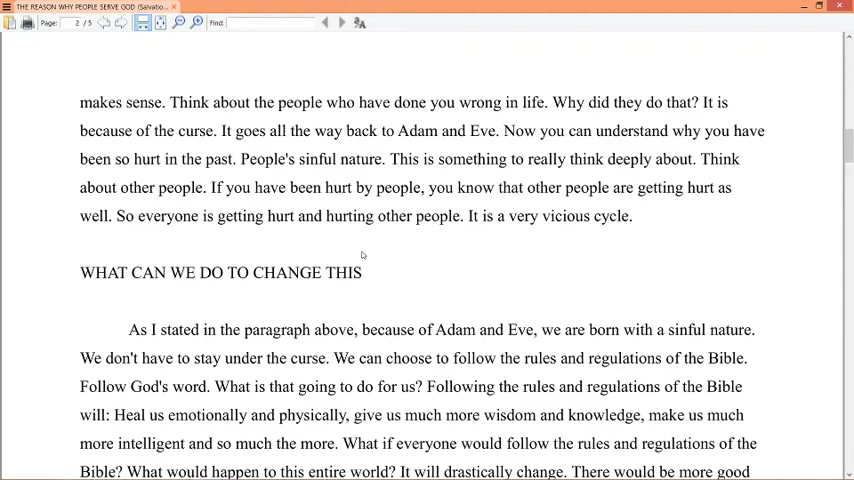 THE REASON WHY PEOPLE SERVE GOD (Salvatio...
Page: 2 / 5 Find:
makes sense. Think about the people who have done you wrong in life. Why did they do that? It is
because of the curse. It goes all the way back to Adam and Eve. Now you can understand why you have
been so hurt in the past. People's sinful nature. This is something to really think deeply about. Think
about other people. If you have been hurt by people, you know that other people are getting hurt as
well. So everyone is getting hurt and hurting other people. It is a very vicious cycle.
WHAT CAN WE DO TO CHANGE THIS
As I stated in the paragraph above, because of Adam and Eve, we are born with a sinful nature.
We don't have to stay under the curse. We can choose to follow the rules and regulations of the Bible.
Follow God's word. What is that going to do for us? Following the rules and regulations of the Bible
will: Heal us emotionally and physically, give us much more wisdom and knowledge, make us much
more intelligent and so much the more. What if everyone would follow the rules and regulations of the
Bible? What would happen to this entire world? It will drastically change. There would be more good